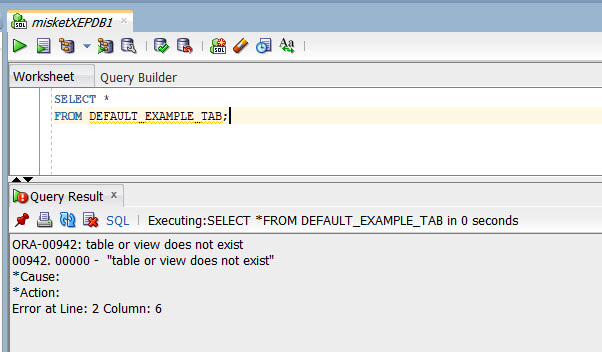 misketXEPDB1
SQL
Aa
Worksheet Query Builder
SELECT *
FROM DEFAULT_EXAMPLE_TAB;
Query Result x
SQL | Executing:SELECT *FROM DEFAULT_EXAMPLE_TAB in 0 seconds
ORA-00942: table or view does not exist
00942. 00000 -  "table or view does not exist"
*Cause:
*Action:
Error at Line: 2 Column: 6